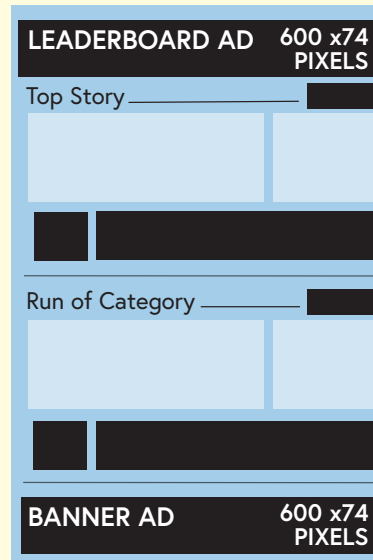 LEADERBOARD AD 600 x74
PIXELS
Top Story
Run of Category
BANNER AD 600 x74
PIXELS